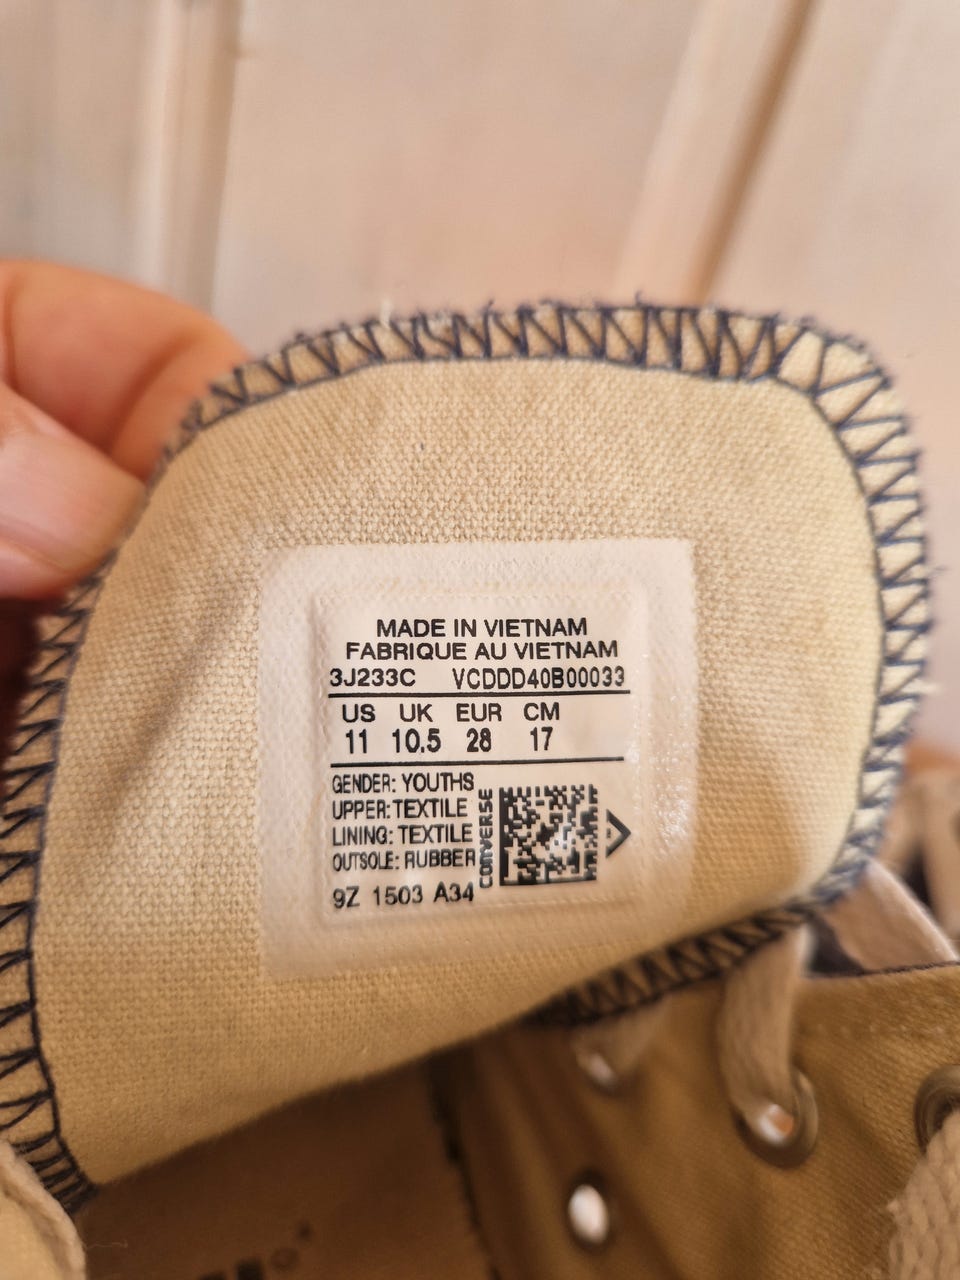 MADE IN VIETNAM
FABRIQUE AU VIETNAM
3J233C VCDDD40B00033
US UK EUR CM
11 10.5 28 17
GENDER: YOUTHS
UPPER: TEXTILE
LINING: TEXTILE
OUTSOLE: RUBBER
CONVERSE
9Z 1503 A34